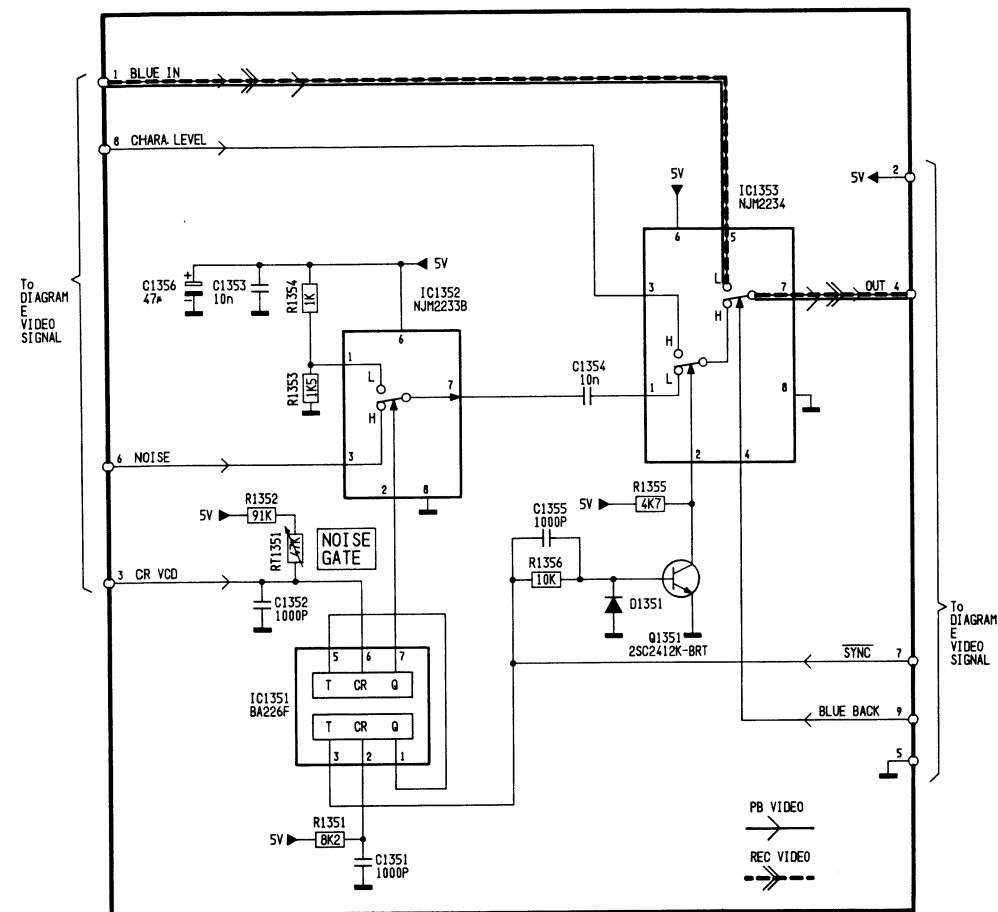 1 BLUE IN
8 CHARA. LEVEL
To
DIAGRAM
E
VIDEO
SIGNAL
5V
2
5V
IC1353
NJM2234
6
5
L
3
7
OUT 4
H
H
L
1
8
2
4
5V
C1356
47µ
C1353
10n
R1354
1K
IC1352
NJM2233B
6
1
L
7
H
R1353
1K5
3
2
8
C1354
10n
6 NOISE
R1352
5V
91K
RT1351
47K
NOISE
GATE
3 CR VCD
C1352
1000P
R1355
5V
4K7
C1355
1000P
R1356
10K
D1351
Q1351
2SC2412K-BRT
5
6
7
T CR Q
IC1351
BA226F
T CR Q
3
2
1
R1351
5V
8K2
C1351
1000P
SYNC 7
BLUE BACK 9
5
To
DIAGRAM
E
VIDEO
SIGNAL
PB VIDEO
REC VIDEO